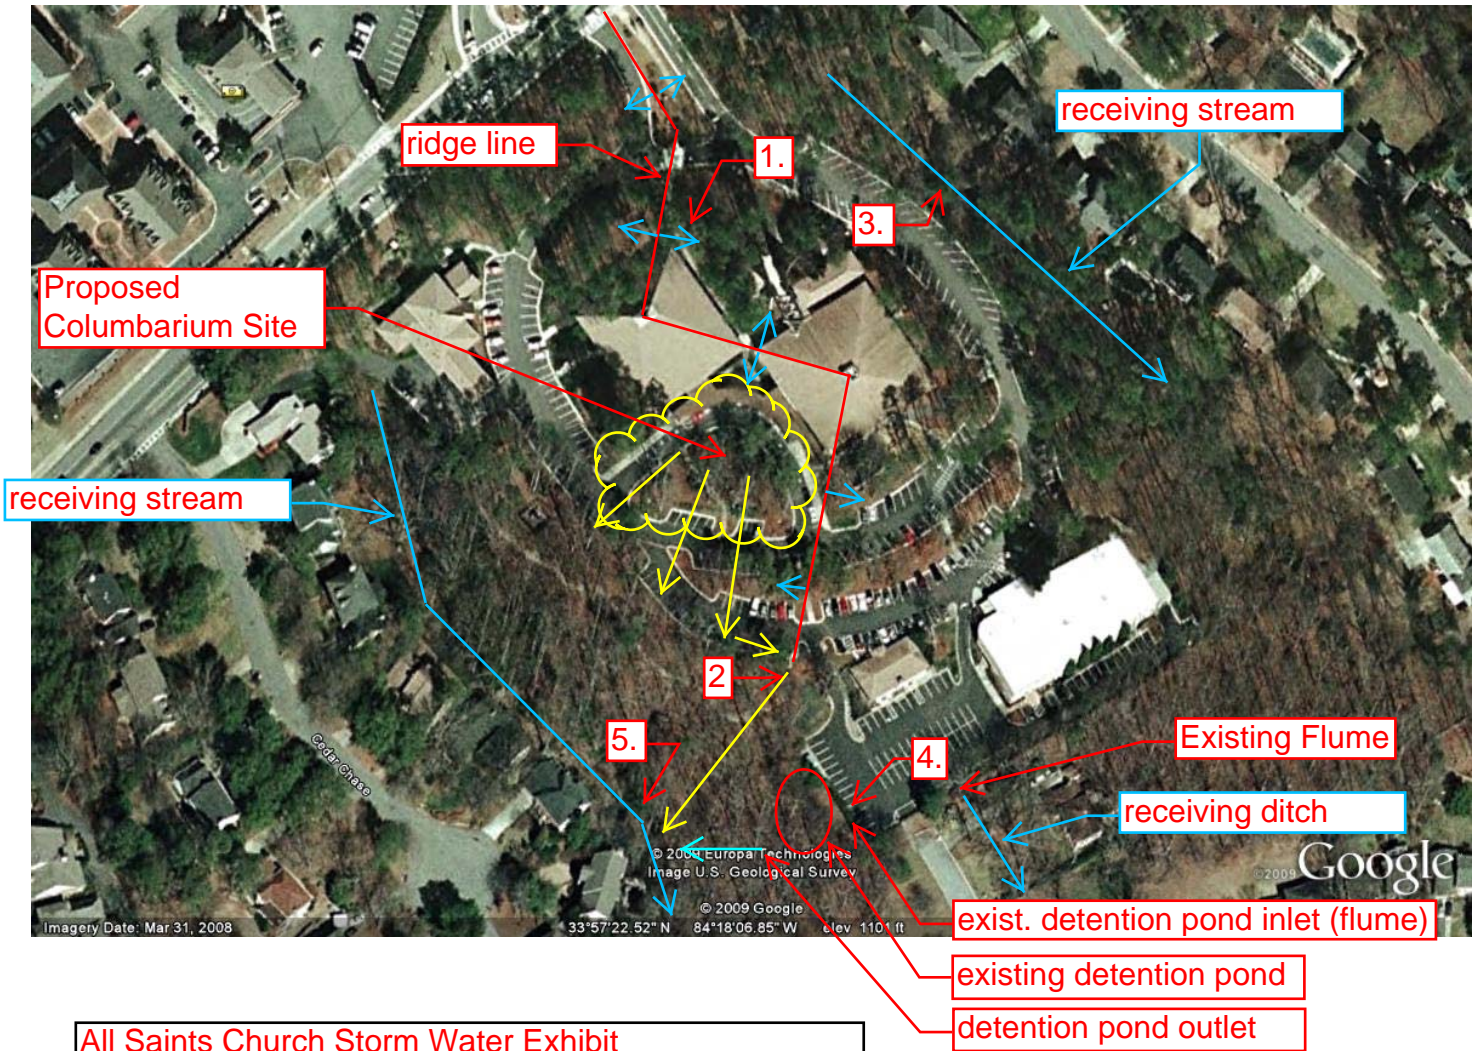 receiving stream
ridge line
1.
3.
Proposed
Columbarium Site
receiving stream
2
5.
4.
Existing Flume
receiving ditch
Cedar Chase
© 2009 Europa Technologies
Image U.S. Geological Survey
©2009 Google
© 2009 Google
Imagery Date: Mar 31, 2008
33°57'22.52" N 84°18'06.85" W elev 1101 ft
exist. detention pond inlet (flume)
existing detention pond
detention pond outlet
All Saints Church Storm Water Exhibit